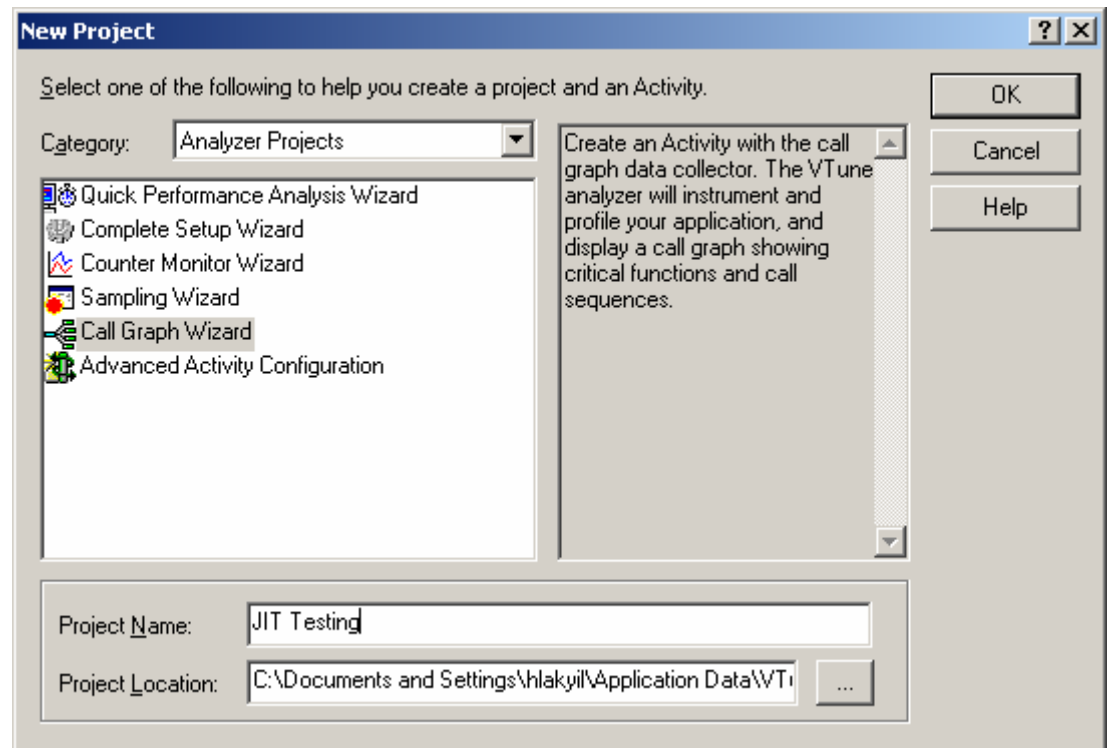 New Project
Select one of the following to help you create a project and an Activity.
Category:
Analyzer Projects
Quick Performance Analysis Wizard
Complete Setup Wizard
Counter Monitor Wizard
Sampling Wizard
Call Graph Wizard
Advanced Activity Configuration
Create an Activity with the call
graph data collector. The VTune
analyzer will instrument and
profile your application, and
display a call graph showing
critical functions and call
sequences.
OK
Cancel
Help
Project Name:
JIT Testing
Project Location:
C:\Documents and Settings\hlakyil\Application Data\VT
...